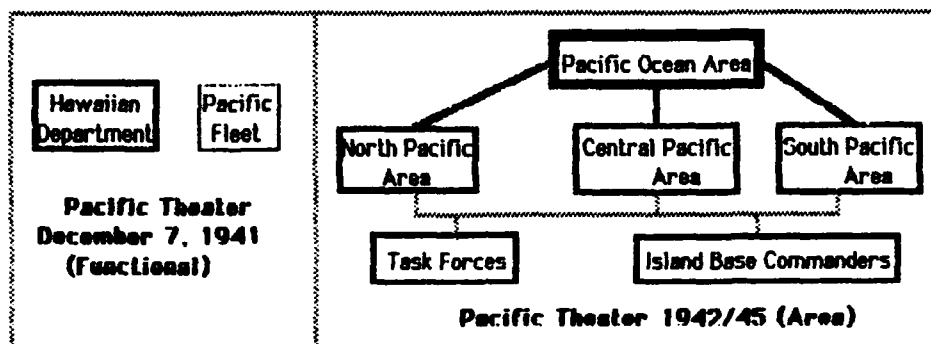 Hawaiian
Department
Pacific
Fleet
Pacific Theater
December 7, 1941
(Functional)
Pacific Ocean Area
North Pacific
Area
Central Pacific
Area
South Pacific
Area
Task Forces
Island Base Commanders
Pacific Theater 1942/45 (Area)